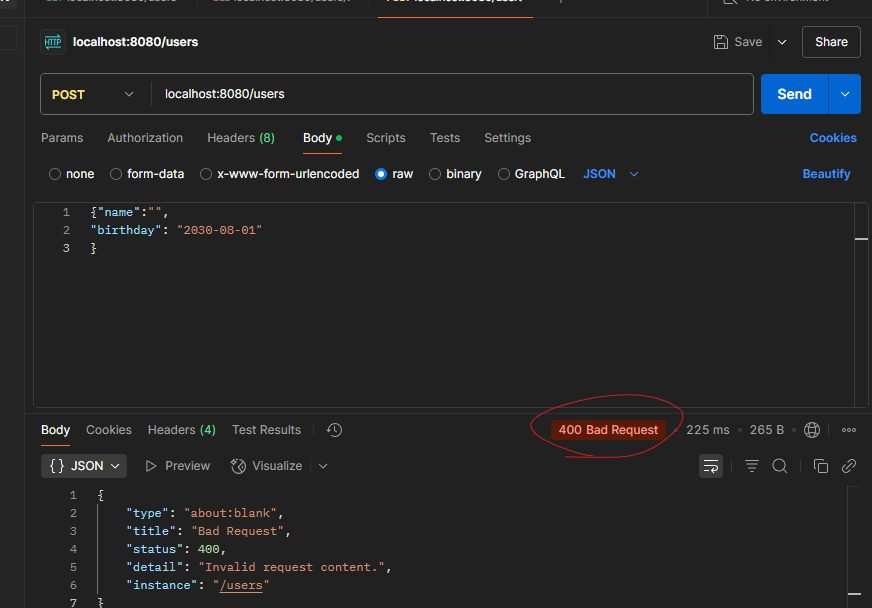 HTTP localhost:8080/users
Save
Share
POST
localhost:8080/users
Send
Params Authorization Headers (8) Body Scripts Tests Settings Cookies
none form-data x-www-form-urlencoded raw binary GraphQL JSON Beautify
1 {"name":"",
2 "birthday": "2030-08-01"
3 }
Body Cookies Headers (4) Test Results 400 Bad Request 225 ms 265 B
{} JSON Preview Visualize
1 {
2 "type": "about:blank",
3 "title": "Bad Request",
4 "status": 400,
5 "detail": "Invalid request content.",
6 "instance": "/users"
7 }